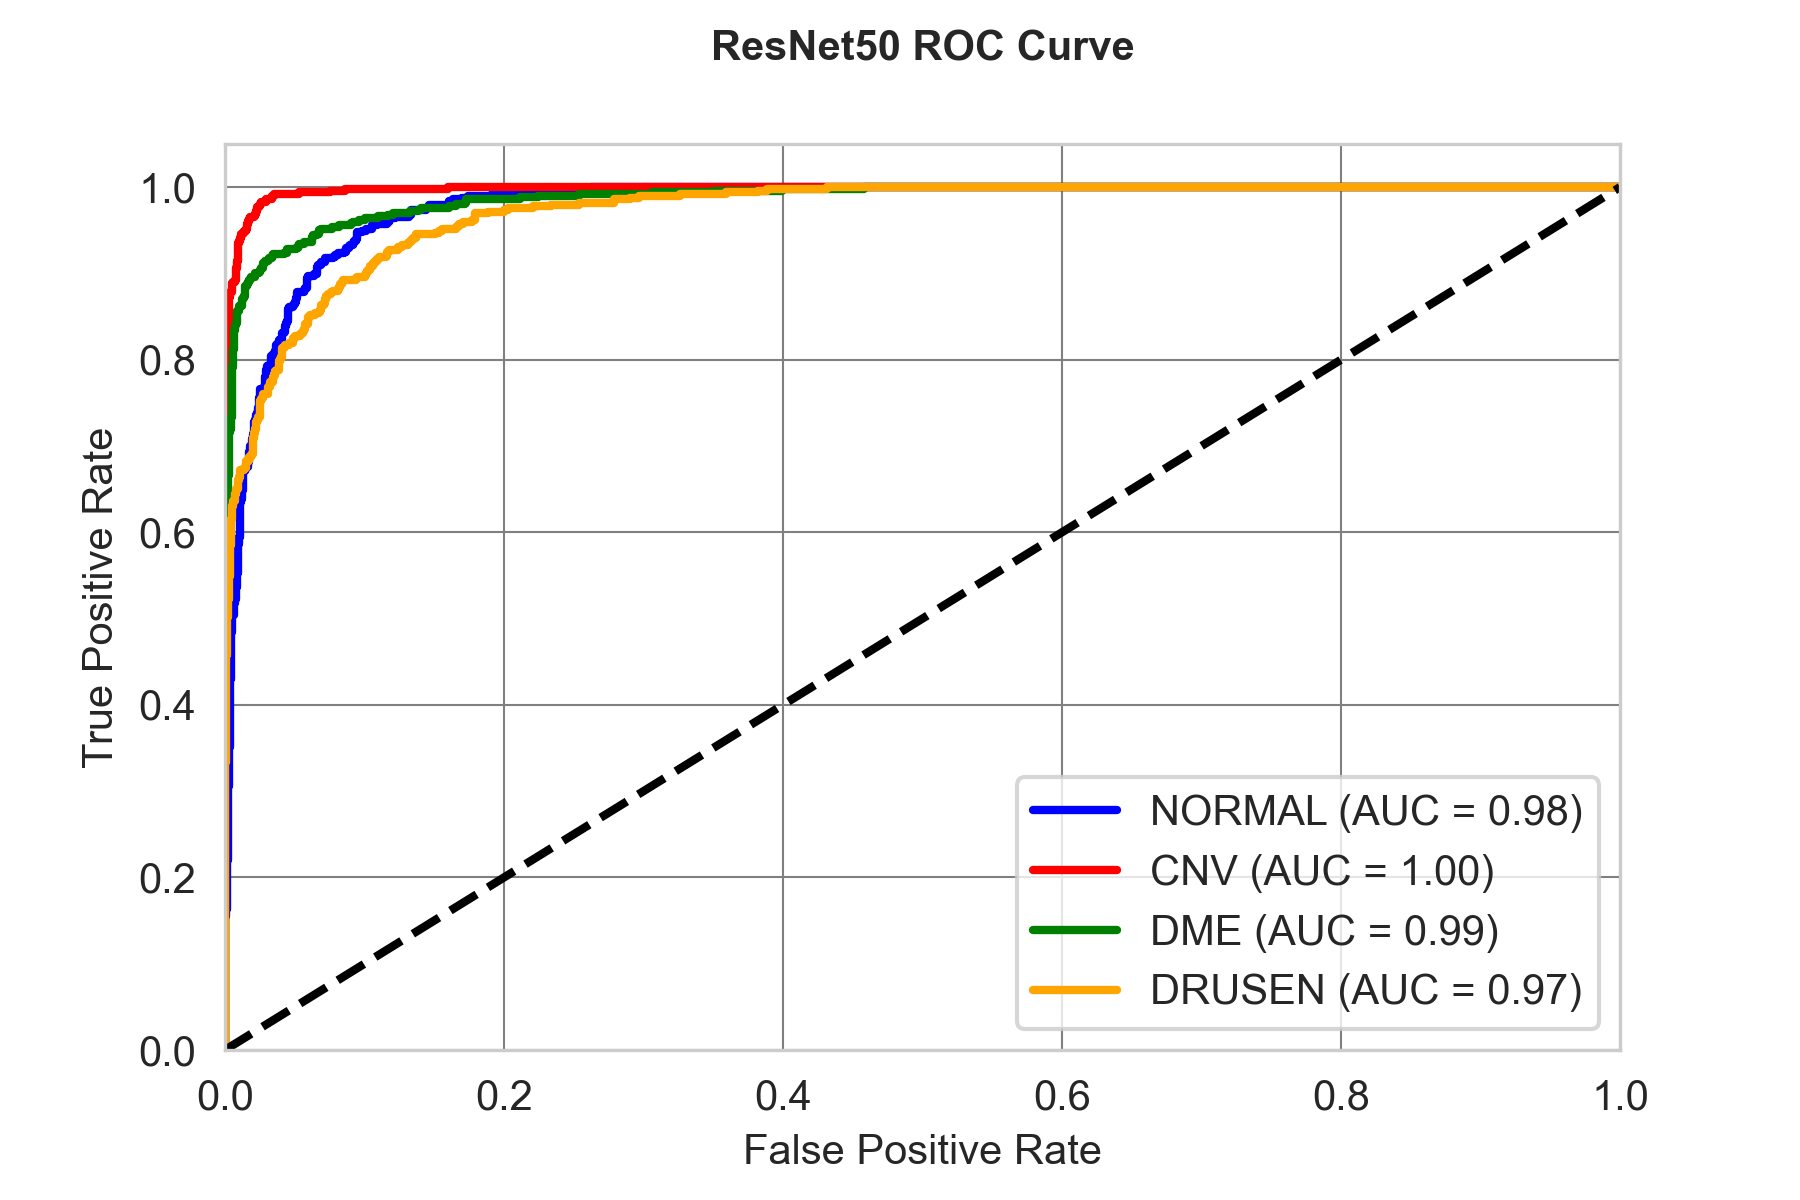 ResNet50 ROC Curve
True Positive Rate
1.0
0.8
0.6
0.4
0.2
0.0
NORMAL (AUC = 0.98)
CNV (AUC = 1.00)
DME (AUC = 0.99)
DRUSEN (AUC = 0.97)
0.0 0.2 0.4 0.6 0.8 1.0
False Positive Rate